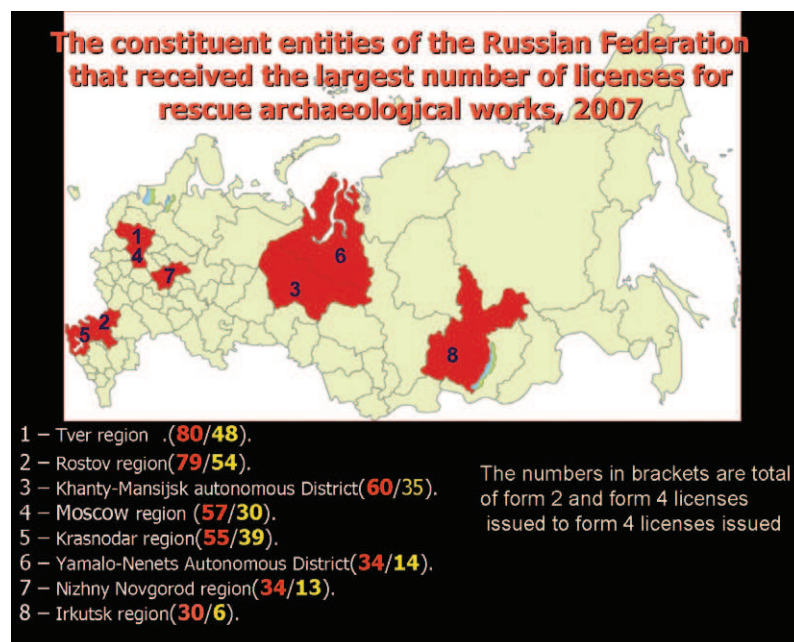 The constituent entities of the Russian Federation
that received the largest number of licenses for
rescue archaeological works, 2007
1
4
7
2
5
6
3
8
1 – Tver region .(80/48).
2 – Rostov region(79/54).
3 – Khanty-Mansijsk autonomous District(60/35).
4 – Moscow region (57/30).
5 – Krasnodar region(55/39).
6 – Yamalo-Nenets Autonomous District(34/14).
7 – Nizhny Novgorod region(34/13).
8 – Irkutsk region(30/6).
The numbers in brackets are total
of form 2 and form 4 licenses
issued to form 4 licenses issued